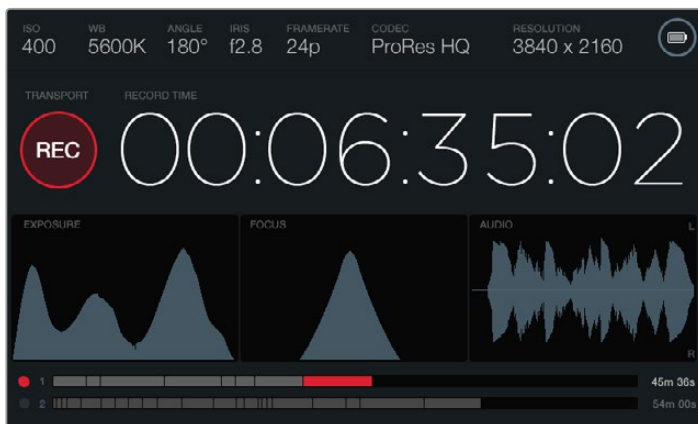 ISO WB ANGLE IRIS FRAMERATE CODEC RESOLUTION
400 5600K 180° f2.8 24p ProRes HQ 3840 x 2160
TRANSPORT RECORD TIME
REC 00:06:35:02
EXPOSURE FOCUS AUDIO L
R
1 45m 36s
2 54m 00s